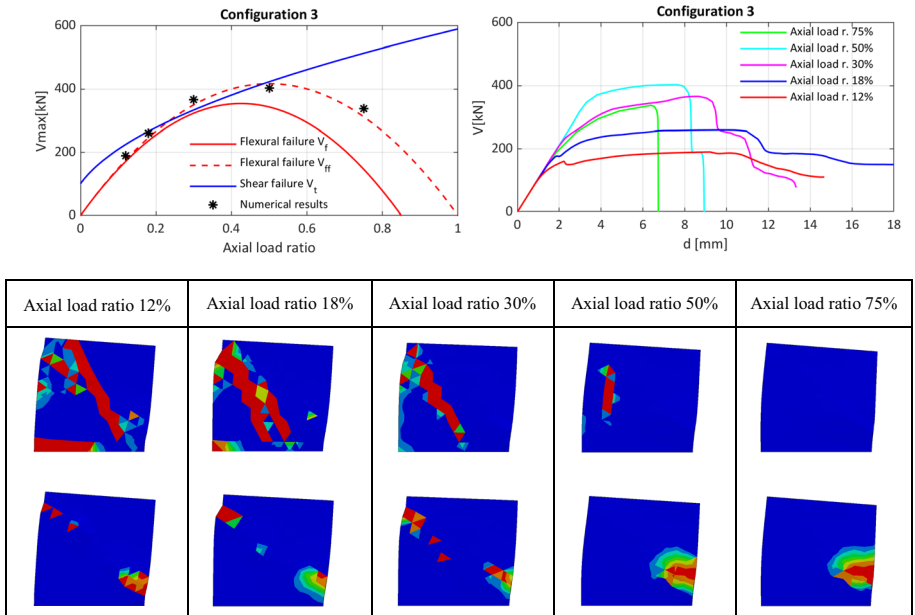 Configuration 3
600
400
200
0
Vmax[kN]
0
0.2
0.4
0.6
0.8
1
Axial load ratio
Flexural failure Vf
Flexural failure Vff
Shear failure Vt
Numerical results
Configuration 3
600
400
200
0
V[kN]
0
2
4
6
8
10
12
14
16
18
d [mm]
Axial load r. 75%
Axial load r. 50%
Axial load r. 30%
Axial load r. 18%
Axial load r. 12%
Axial load ratio 12%
Axial load ratio 18%
Axial load ratio 30%
Axial load ratio 50%
Axial load ratio 75%